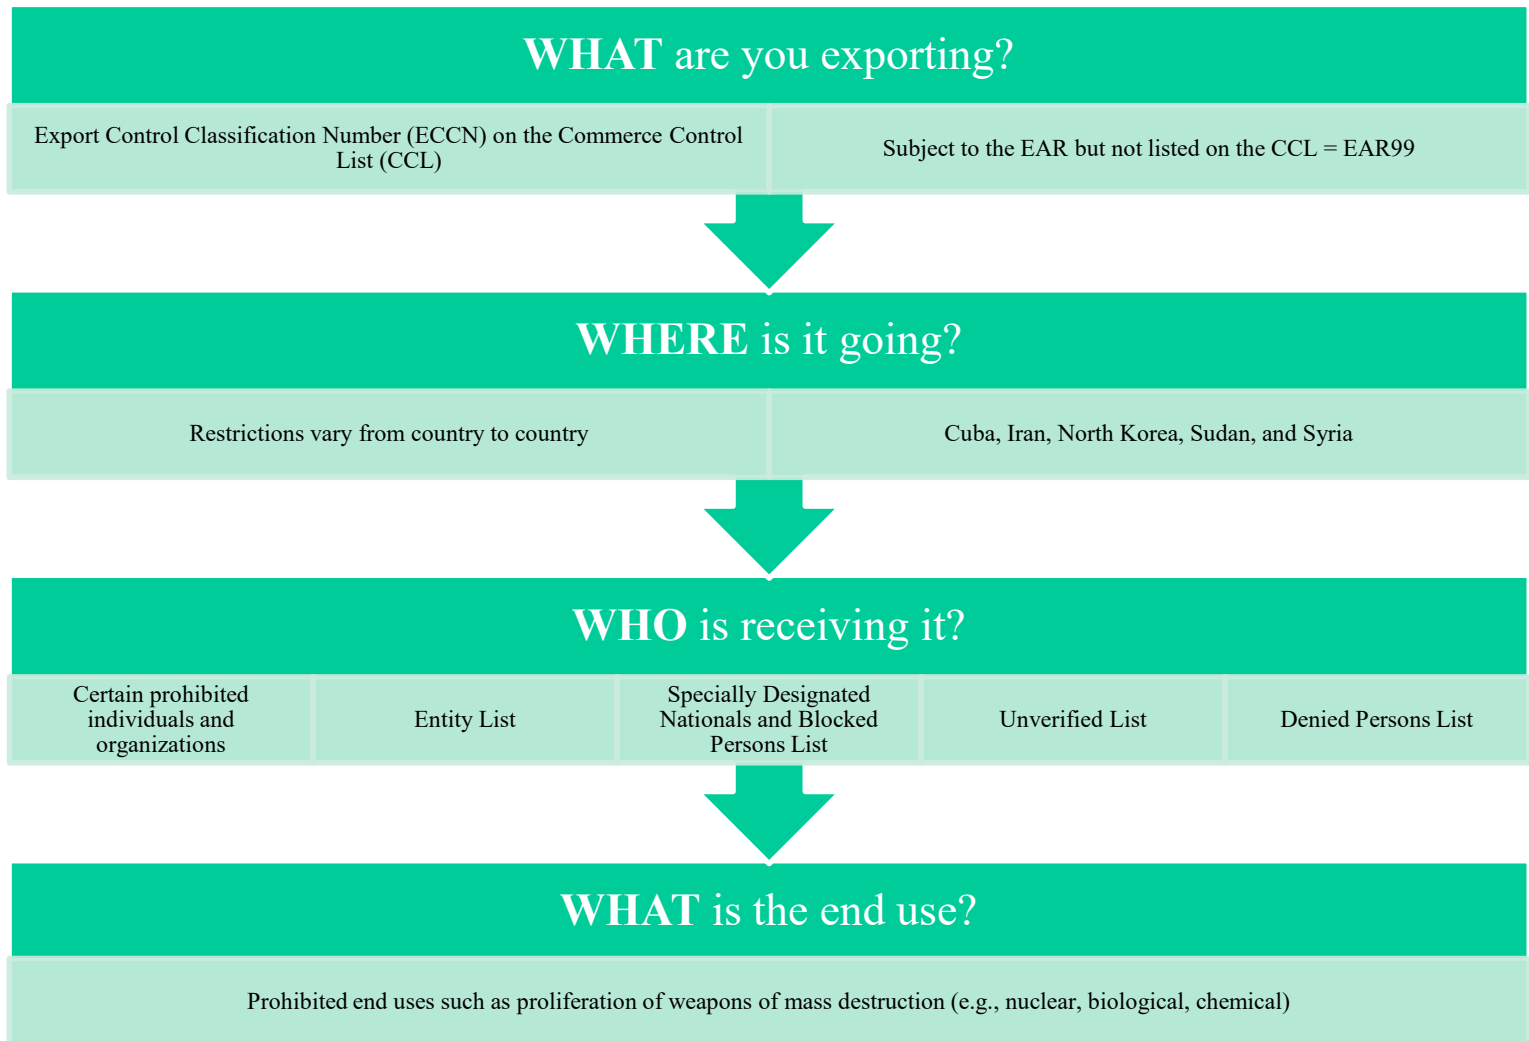 WHAT are you exporting?
Export Control Classification Number (ECCN) on the Commerce Control
List (CCL)
Subject to the EAR but not listed on the CCL = EAR99
WHERE is it going?
Restrictions vary from country to country
Cuba, Iran, North Korea, Sudan, and Syria
WHO is receiving it?
Certain prohibited
individuals and
organizations
Entity List
Specially Designated
Nationals and Blocked
Persons List
Unverified List
Denied Persons List
WHAT is the end use?
Prohibited end uses such as proliferation of weapons of mass destruction (e.g., nuclear, biological, chemical)